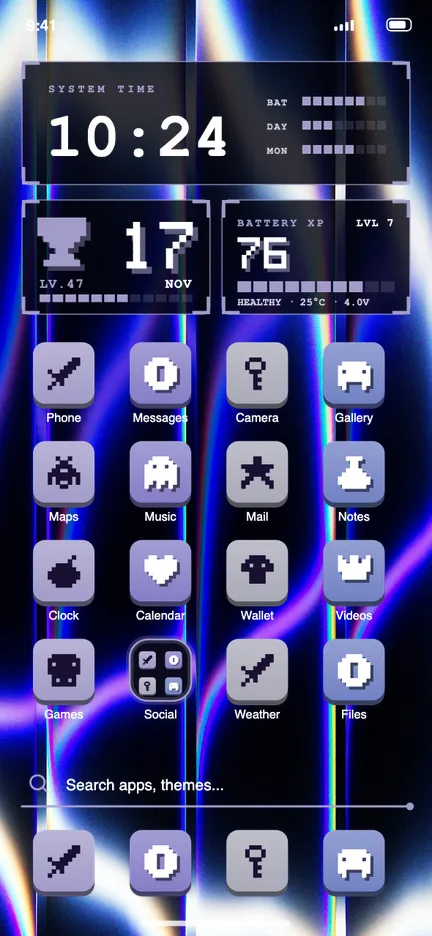 9:41
SYSTEM TIME
10:24
BAT
DAY
MON
17
LV.47
NOV
BATTERY XP
LVL 7
76
HEALTHY · 25°C · 4.0V
Phone
Messages
Camera
Gallery
Maps
Music
Mail
Notes
Clock
Calendar
Wallet
Videos
Games
Social
Weather
Files
Search apps, themes...